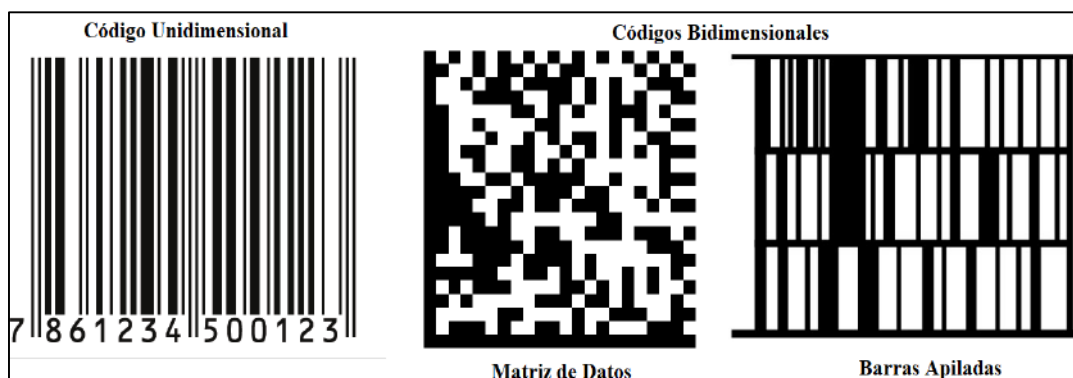 Código Unidimensional
Códigos Bidimensionales
7 861234 500123
Matriz de Datos
Barras Apiladas